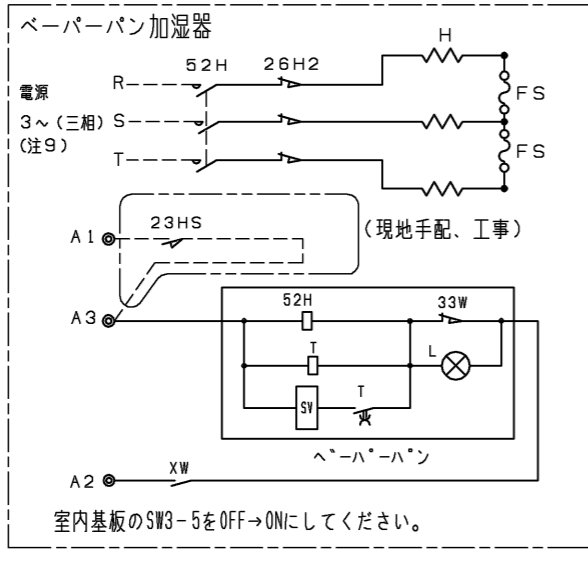 ベーパーパン加湿器
H
52H 26H2
電源 R
FS
3～(三相) S
(注9)
FS
T
23HS
(現地手配、工事)
A1
A3
52H 33W
T
L
SV
T
ベーパーパン
XW
A2
室内基板のSW3-5をOFF→ONにしてください。